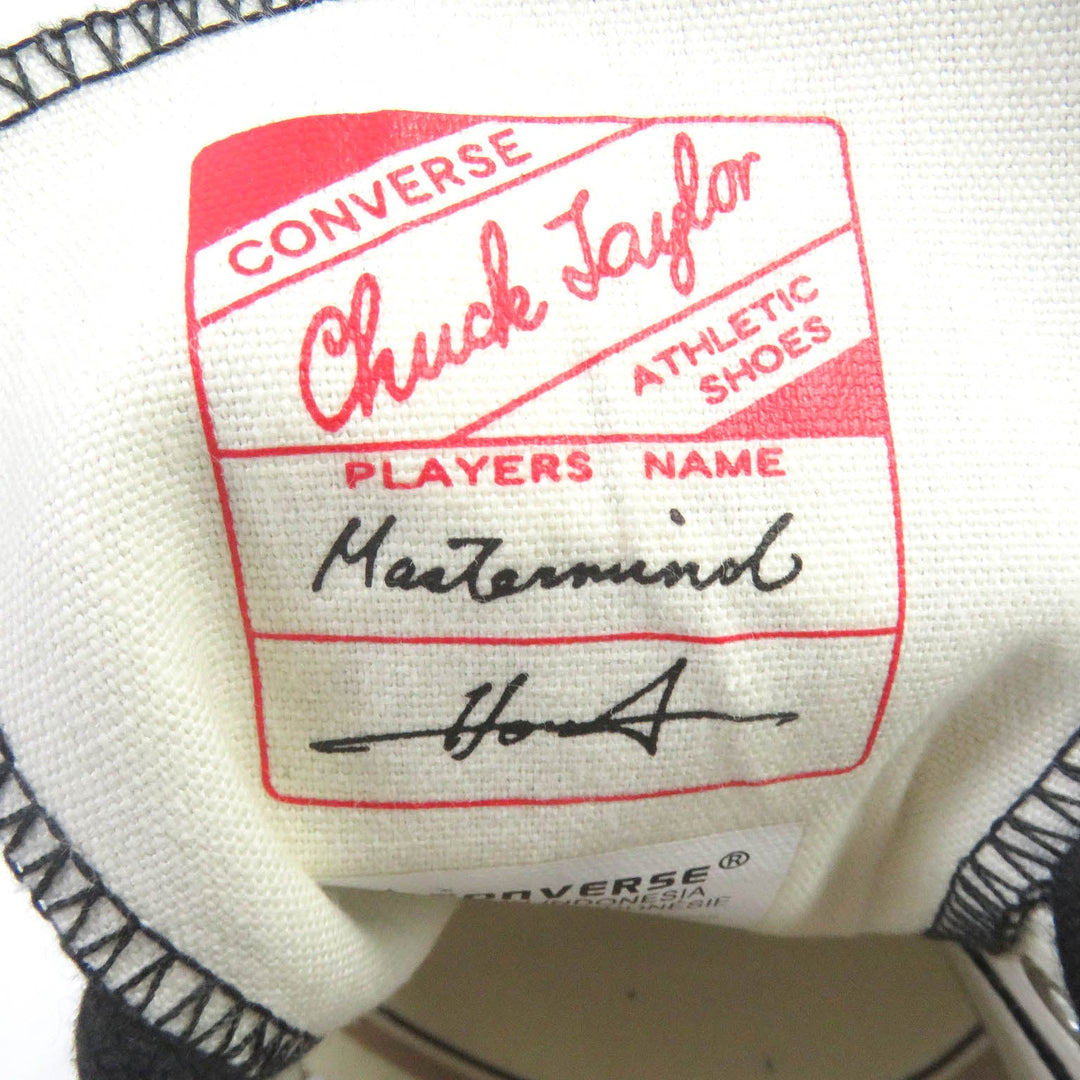 CONVERSE
Chuck Taylor
ATHLETIC
SHOES
PLAYERS NAME
Mastermind
CONVERSE®
INDONESIA